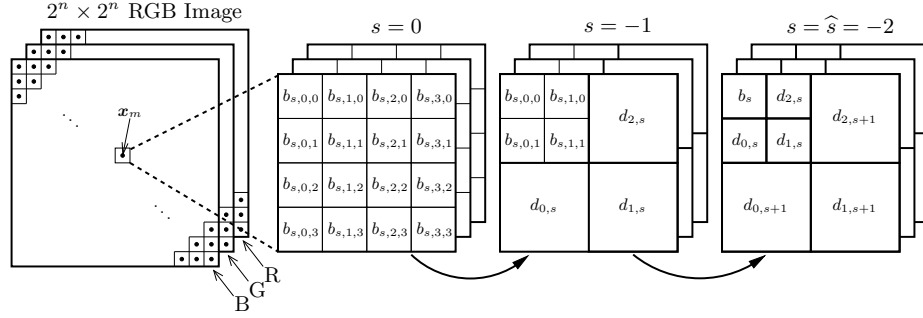 2^n × 2^n RGB Image
x_m
B
G
R
s = 0
b_{s,0,0} b_{s,1,0} b_{s,2,0} b_{s,3,0}
b_{s,0,1} b_{s,1,1} b_{s,2,1} b_{s,3,1}
b_{s,0,2} b_{s,1,2} b_{s,2,2} b_{s,3,2}
b_{s,0,3} b_{s,1,3} b_{s,2,3} b_{s,3,3}
s = −1
b_{s,0,0} b_{s,1,0}
d_{2,s}
b_{s,0,1} b_{s,1,1}
d_{0,s} d_{1,s}
s = ŝ = −2
b_s d_{2,s}
d_{2,s+1}
d_{0,s} d_{1,s}
d_{0,s+1} d_{1,s+1}